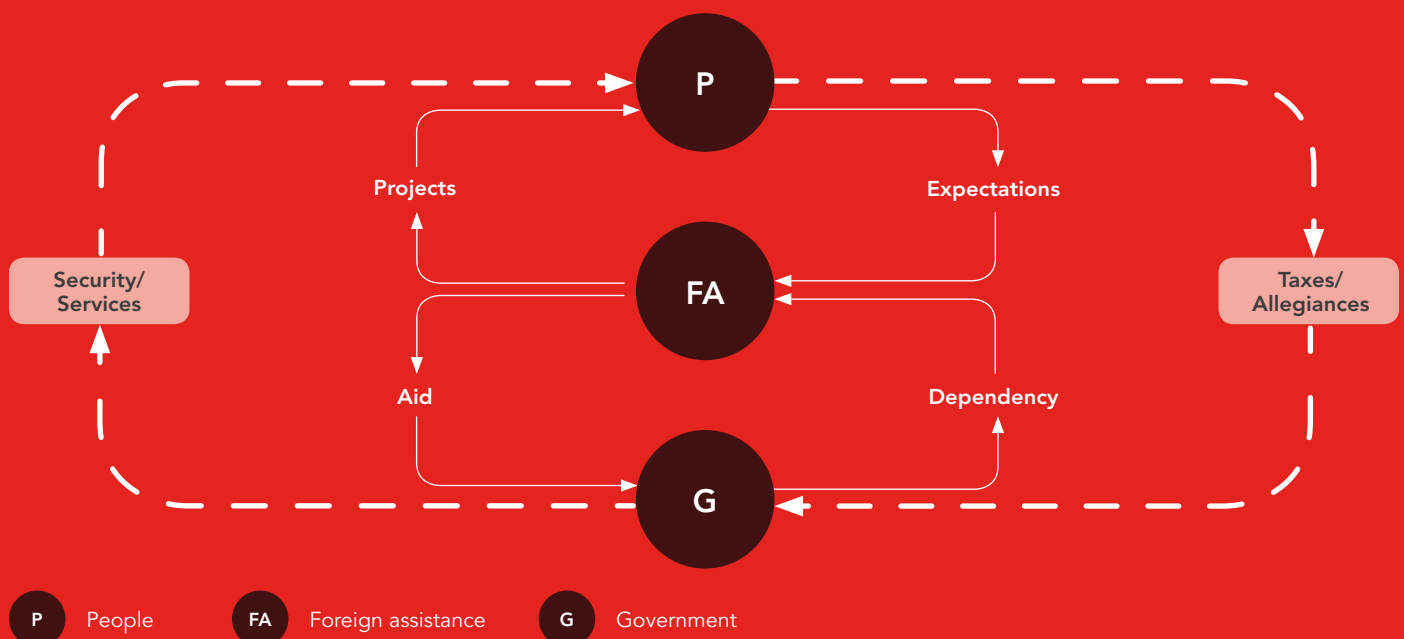 P
Projects
Expectations
Security/
Services
FA
Taxes/
Allegiances
Aid
Dependency
G
P People
FA Foreign assistance
G Government